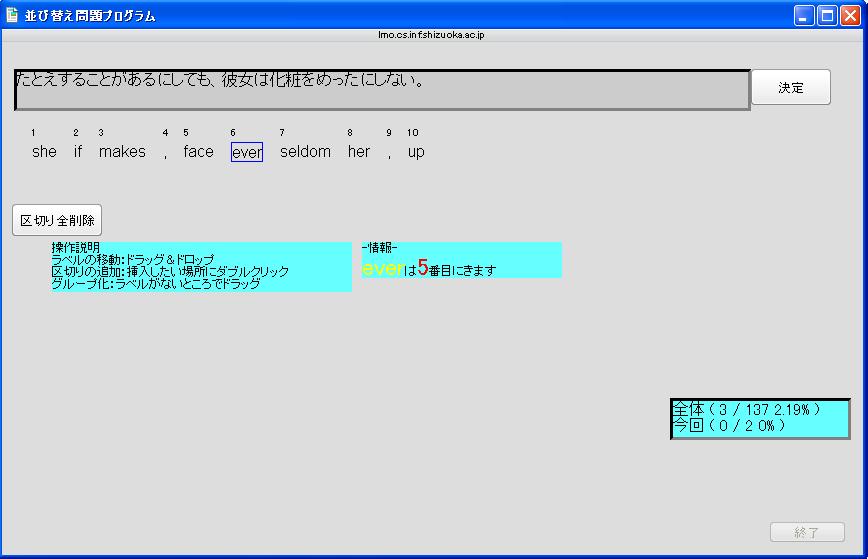 並び替え問題プログラム
lmo.cs.inf.shizuoka.ac.jp
たとえすることがあるにしても、彼女は化粧をめったにしない。
決定
1 2 3 4 5 6 7 8 9 10
she if makes , face ever seldom her , up
区切り全削除
操作説明
ラベルの移動:ドラッグ&ドロップ
区切りの追加:挿入したい場所にダブルクリック
グループ化:ラベルがないところでドラッグ
-情報-
everは5番目にきます
全体 ( 3 / 137 2.19% )
今回 ( 0 / 2 0% )
終了